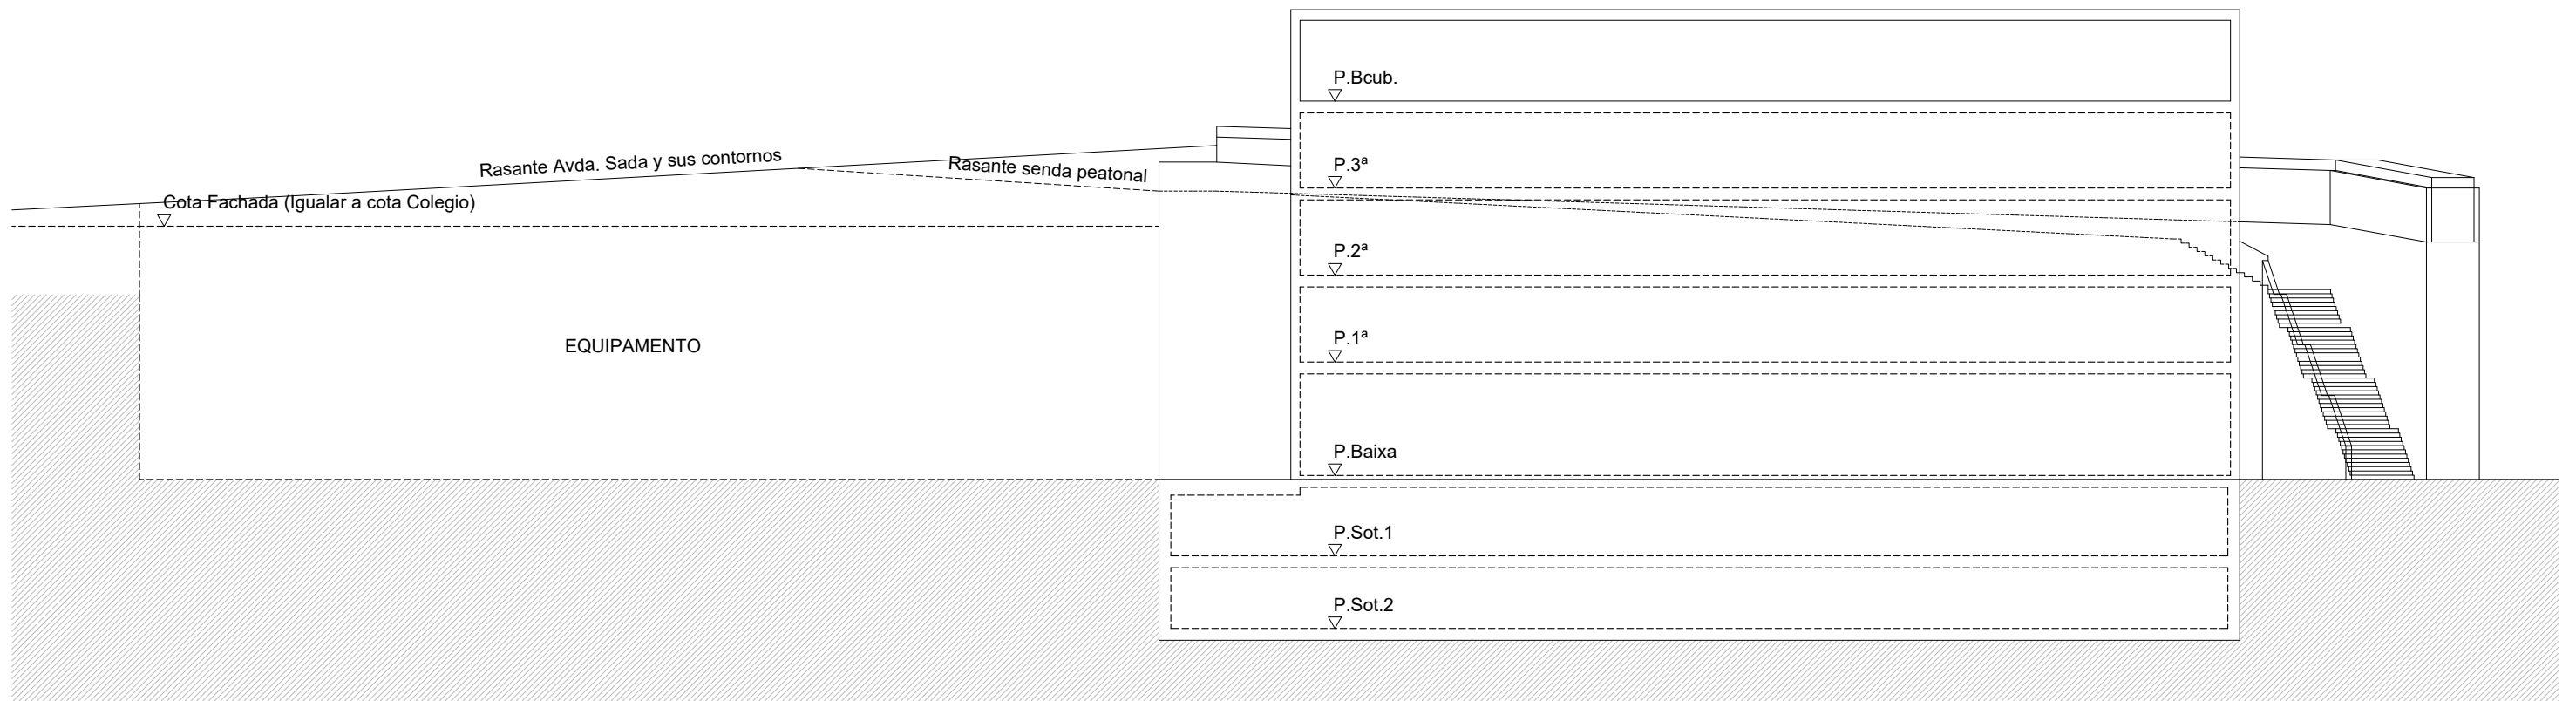 P.Bcub.
Rasante Avda. Sada y sus contornos
Rasante senda peatonal
P.3ª
Cota Fachada (Igualar a cota Colegio)
P.2ª
EQUIPAMENTO
P.1ª
P.Baixa
P.Sot.1
P.Sot.2